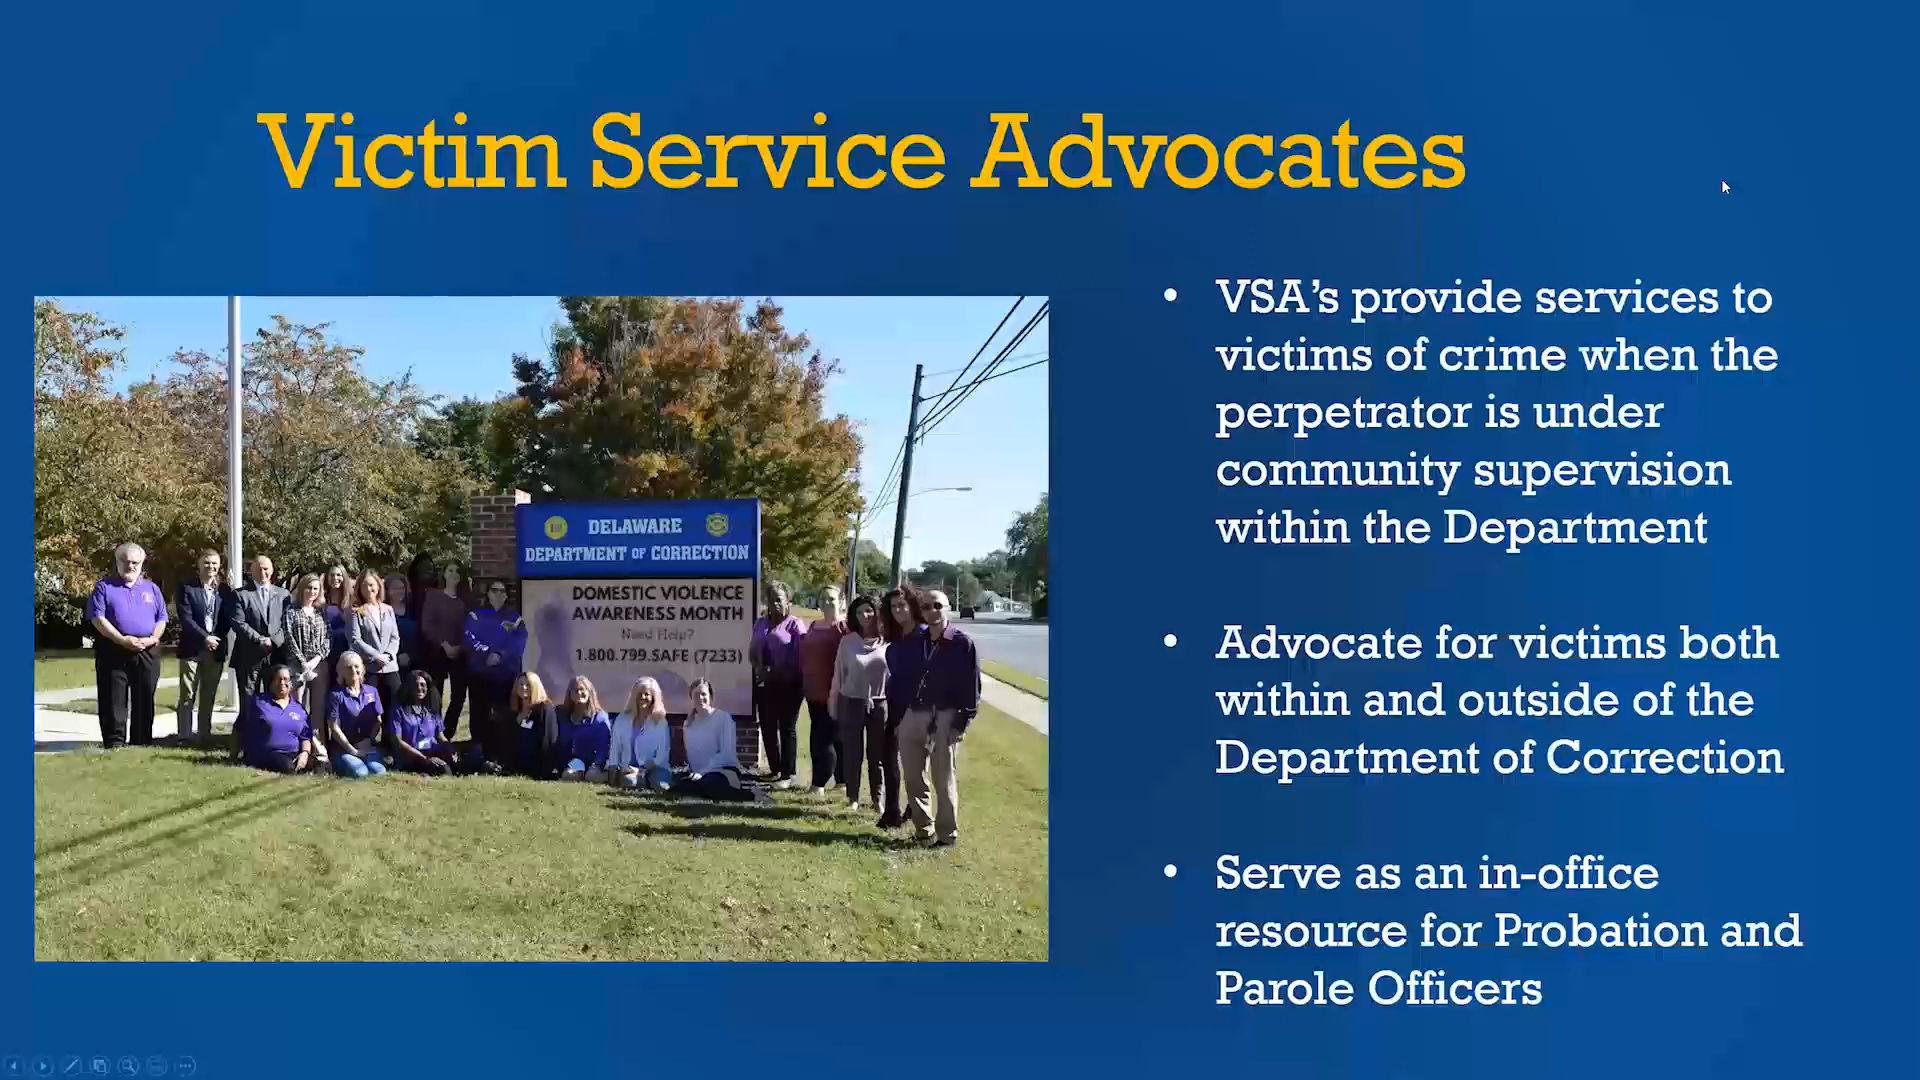 Victim Service Advocates
DELAWARE
DEPARTMENT OF CORRECTION
DOMESTIC VIOLENCE
AWARENESS MONTH
Need Help?
1.800.799.SAFE (7233)
• VSA’s provide services to
victims of crime when the
perpetrator is under
community supervision
within the Department
• Advocate for victims both
within and outside of the
Department of Correction
• Serve as an in-office
resource for Probation and
Parole Officers